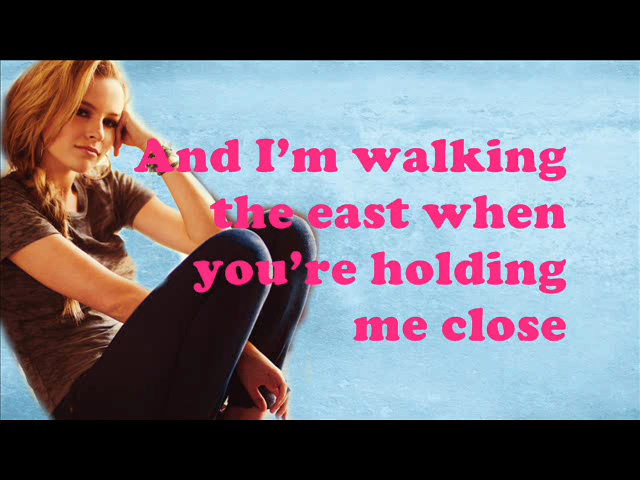 And I’m walking
the east when
you’re holding
me close